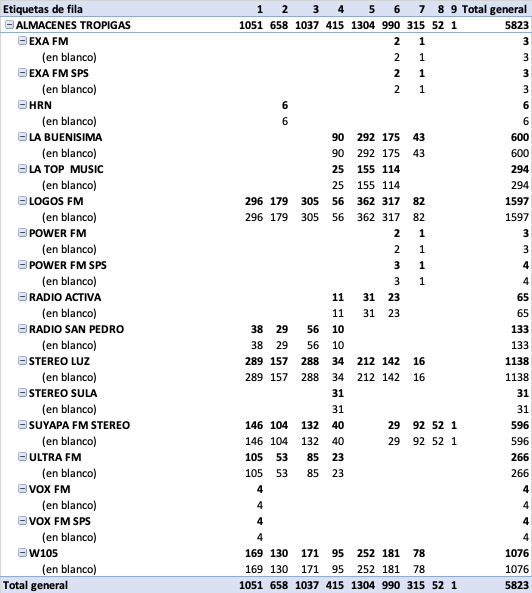 Etiquetas de fila 1 2 3 4 5 6 7 8 9 Total general
ALMACENES TROPIGAS 1051 658 1037 415 1304 990 315 52 1 5823
EXA FM 2 1 3
(en blanco) 2 1 3
EXA FM SPS 2 1 3
(en blanco) 2 1 3
HRN 6 6
(en blanco) 6 6
LA BUENISIMA 90 292 175 43 600
(en blanco) 90 292 175 43 600
LA TOP MUSIC 25 155 114 294
(en blanco) 25 155 114 294
LOGOS FM 296 179 305 56 362 317 82 1597
(en blanco) 296 179 305 56 362 317 82 1597
POWER FM 2 1 3
(en blanco) 2 1 3
POWER FM SPS 3 1 4
(en blanco) 3 1 4
RADIO ACTIVA 11 31 23 65
(en blanco) 11 31 23 65
RADIO SAN PEDRO 38 29 56 10 133
(en blanco) 38 29 56 10 133
STEREO LUZ 289 157 288 34 212 142 16 1138
(en blanco) 289 157 288 34 212 142 16 1138
STEREO SULA 31 31
(en blanco) 31 31
SUYAPA FM STEREO 146 104 132 40 29 92 52 1 596
(en blanco) 146 104 132 40 29 92 52 1 596
ULTRA FM 105 53 85 23 266
(en blanco) 105 53 85 23 266
VOX FM 4 4
(en blanco) 4 4
VOX FM SPS 4 4
(en blanco) 4 4
W105 169 130 171 95 252 181 78 1076
(en blanco) 169 130 171 95 252 181 78 1076
Total general 1051 658 1037 415 1304 990 315 52 1 5823